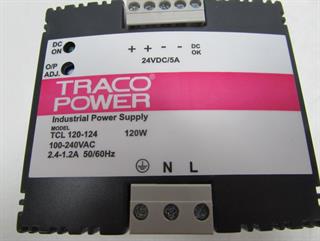 DC
ON
+ + - - DC
OK
24VDC/5A
O/P
ADJ.
TRACO
POWER
Industrial Power Supply
MODEL
TCL 120-124 120W
100-240VAC
2.4-1.2A 50/60Hz
N L